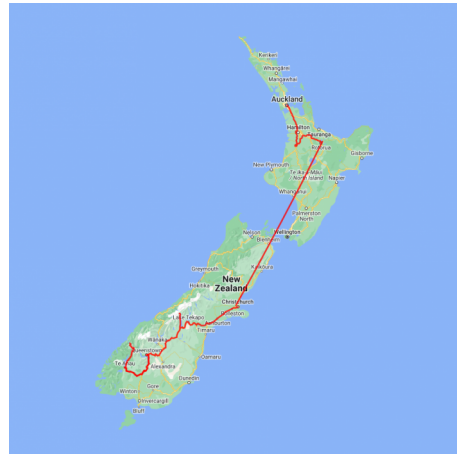 Kerikeri
Whangārei
Mangawhai
Auckland
Hamilton
Tauranga
Rotorua
Gisborne
New Plymouth
Te Ika-a-Māui
North Island
Napier
Whanganui
Palmerston
North
Nelson
Wellington
Blenheim
Greymouth
Kaikōura
Hokitika
New
Zealand
Christchurch
Rolleston
Lake Tekapo
Ashburton
Timaru
Wānaka
Queenstown
Oamaru
Te Anau
Alexandra
Gore
Dunedin
Winton
Invercargill
Bluff